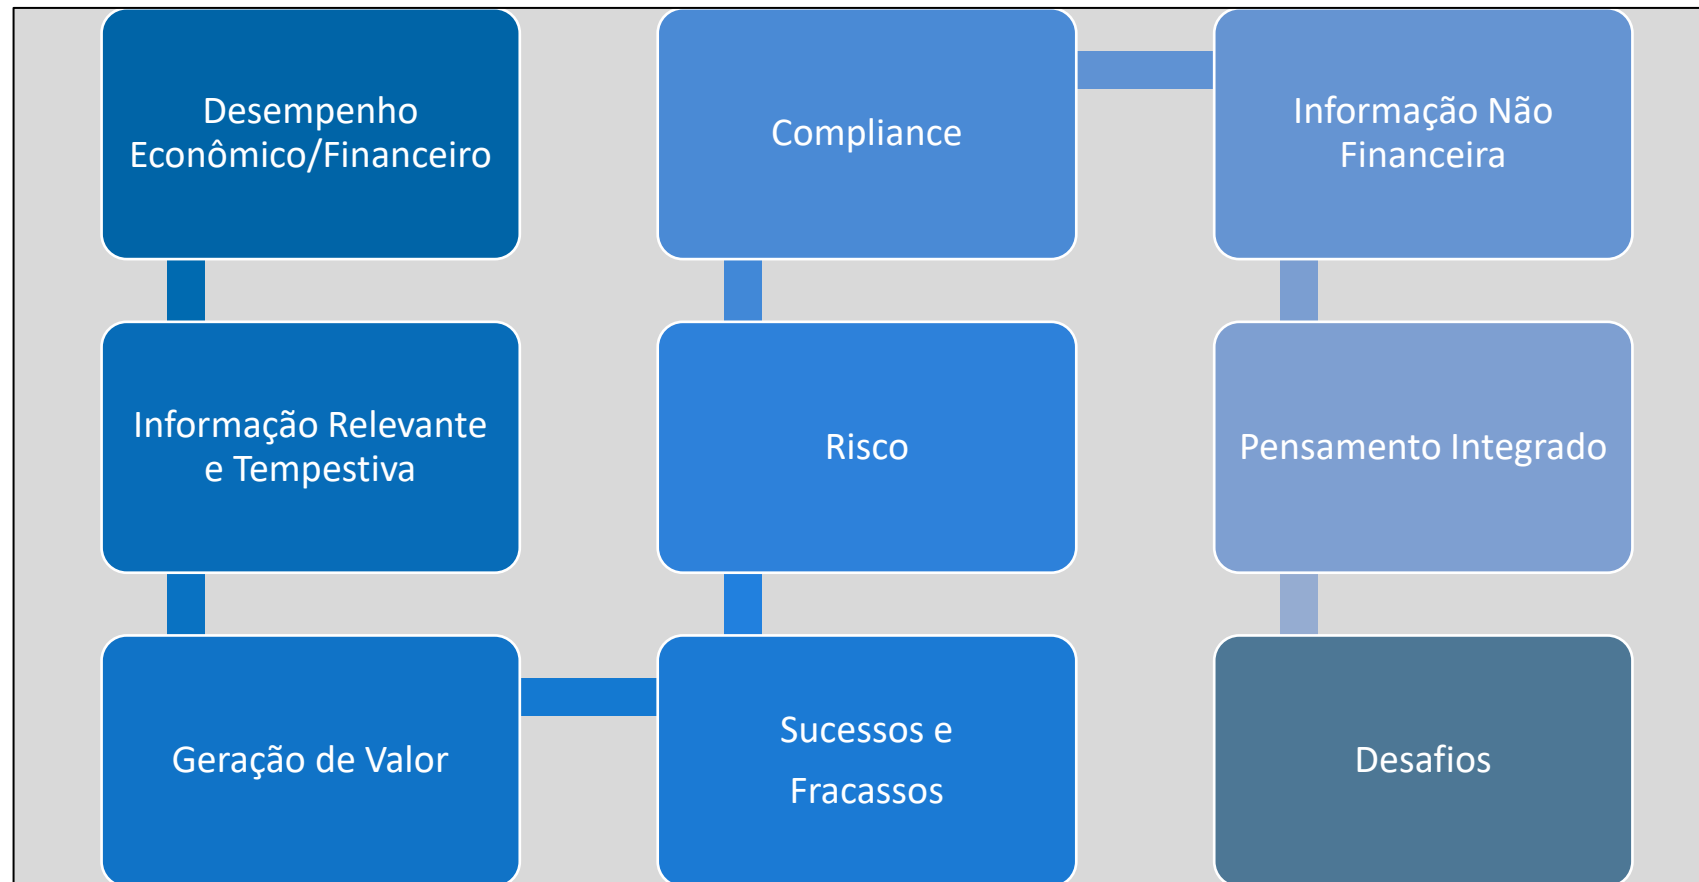 Desempenho
Econômico/Financeiro
Informação Relevante
e Tempestiva
Geração de Valor
Sucessos e
Fracassos
Risco
Compliance
Informação Não
Financeira
Pensamento Integrado
Desafios